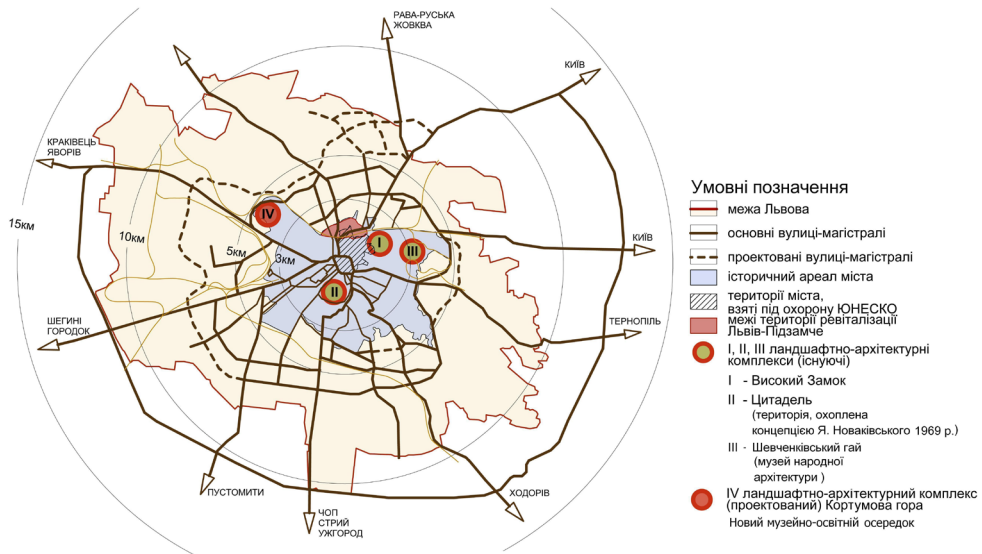 РАВА-РУСЬКА
ЖОВКВА
КИЇВ
КРАКІВЕЦЬ
ЯВОРІВ
15км
10км
5км
3км
IV
V
I
III
II
КИЇВ
ШЕГИНІ
ГОРОДОК
ТЕРНОПІЛЬ
ПУСТОМИТИ
ЧОП
СТРИЙ
УЖГОРОД
ХОДОРІВ
Умовні позначення
межа Львова
основні вулиці-магістралі
проектовані вулиці-магістралі
історичний ареал міста
території міста,
взяті під охорону ЮНЕСКО
межі території ревіталізації
Львів-Підзамче
I, II, III ландшафтно-архітектурні
комплекси (існуючі)
I - Високий Замок
II - Цитадель
(територія, охоплена
концепцією Я. Новаківського 1969 р.)
III - Шевченківський гай
(музей народної
архітектури )
IV ландшафтно-архітектурний комплекс
(проектований) Кортумова гора
Новий музейно-освітній осередок